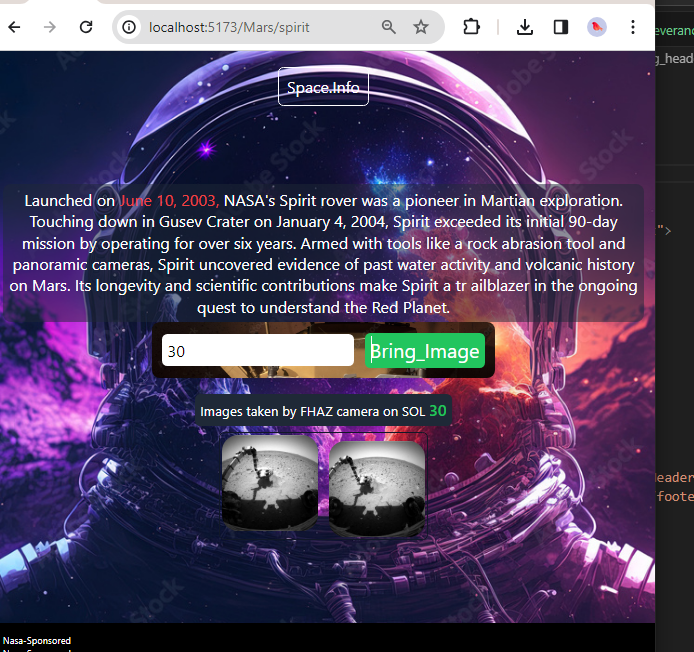 localhost:5173/Mars/spirit
everanc
g_head
Space.Info
Launched on June 10, 2003, NASA's Spirit rover was a pioneer in Martian exploration.
Touching down in Gusev Crater on January 4, 2004, Spirit exceeded its initial 90-day
mission by operating for over six years. Armed with tools like a rock abrasion tool and
panoramic cameras, Spirit uncovered evidence of past water activity and volcanic history
on Mars. Its longevity and scientific contributions make Spirit a tr ailblazer in the ongoing
quest to understand the Red Planet.
">
30
Bring_Image
Images taken by FHAZ camera on SOL 30
leader
foote
Adobe Stock
Nasa-Sponsored